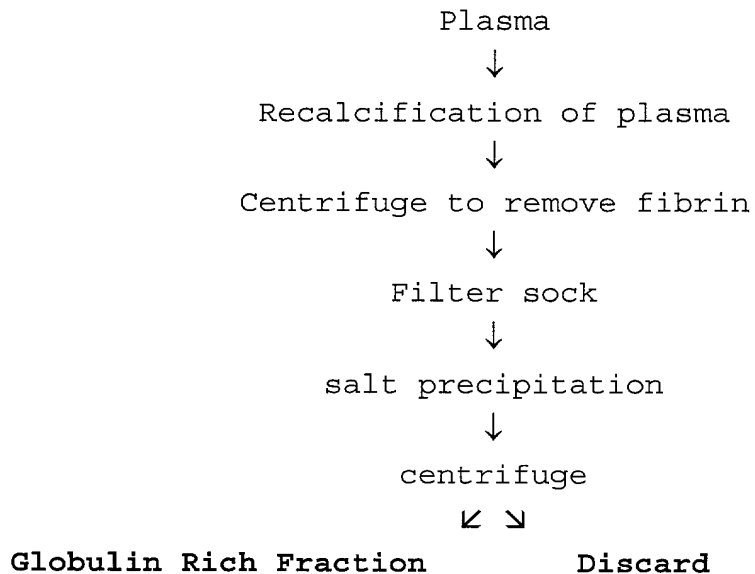 Plasma
↓
Recalcification of plasma
↓
Centrifuge to remove fibrin
↓
Filter sock
↓
salt precipitation
↓
centrifuge
↙ ↘
Globulin Rich Fraction Discard